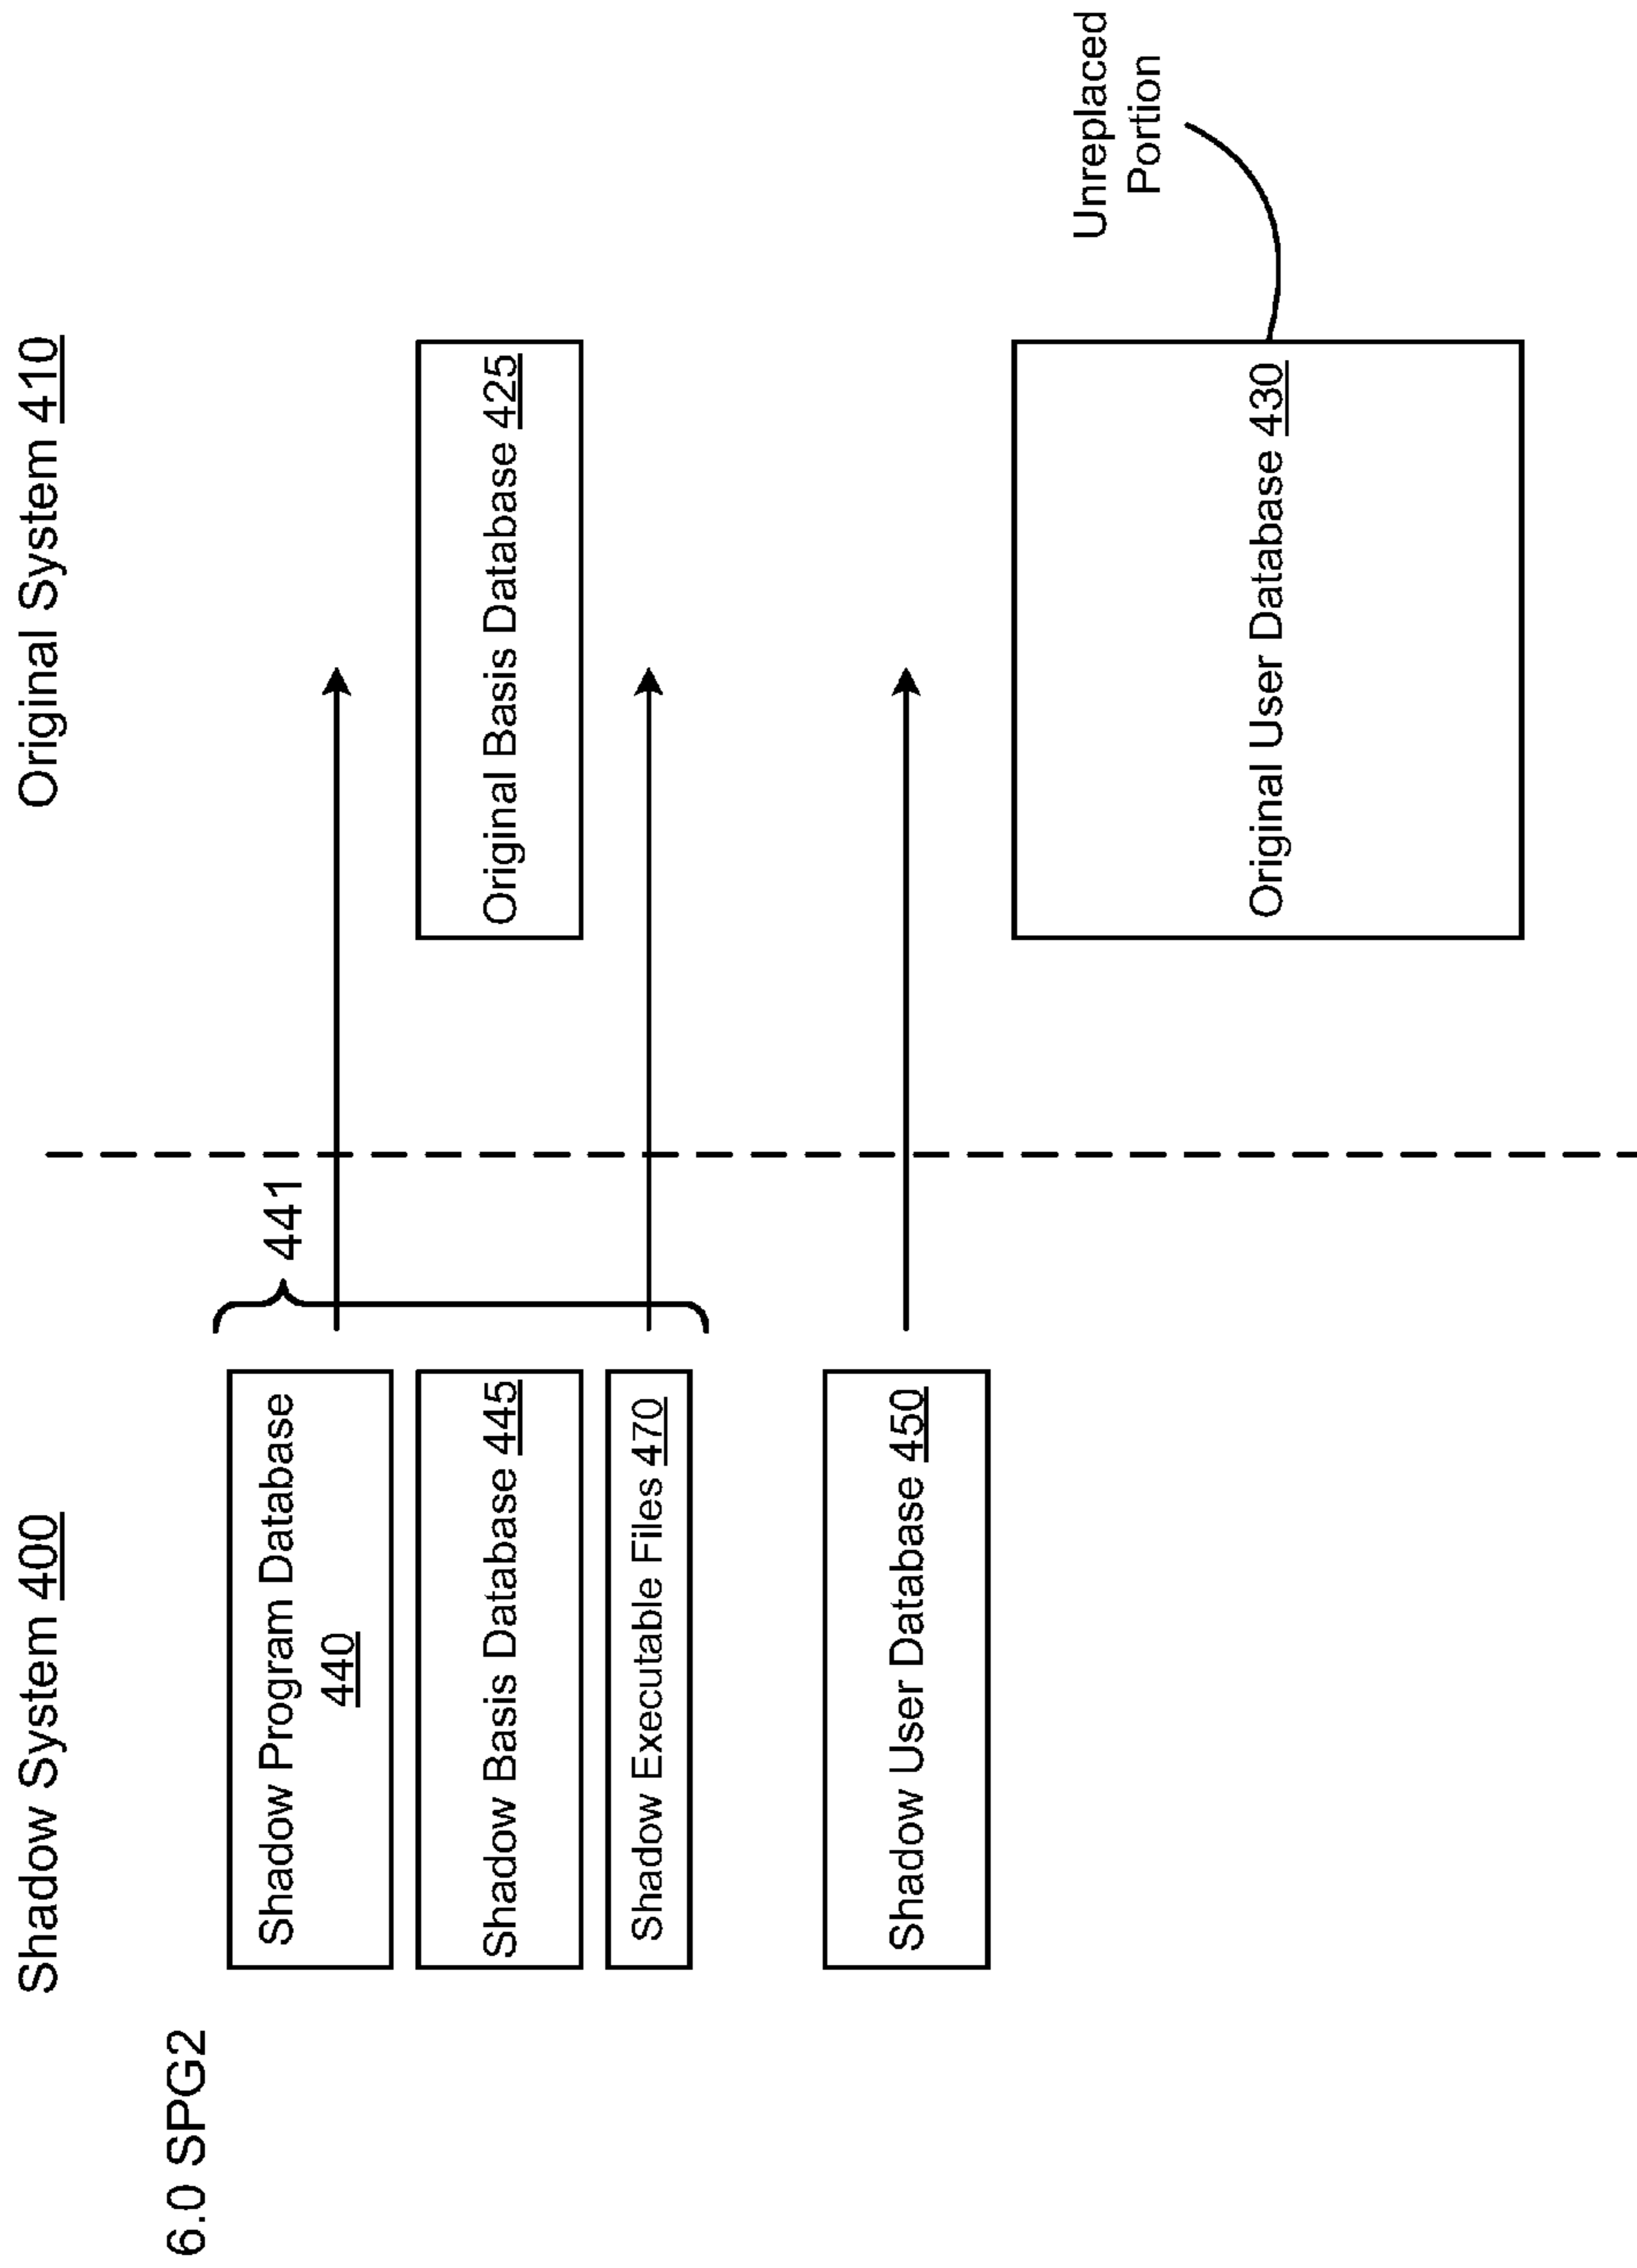 Shadow System 400
Original System 410
6.0 SPG2
441
Shadow Program Database
440
Shadow Basis Database 445
Original Basis Database 425
Shadow Executable Files 470
Shadow User Database 450
Unreplaced
Portion
Original User Database 430